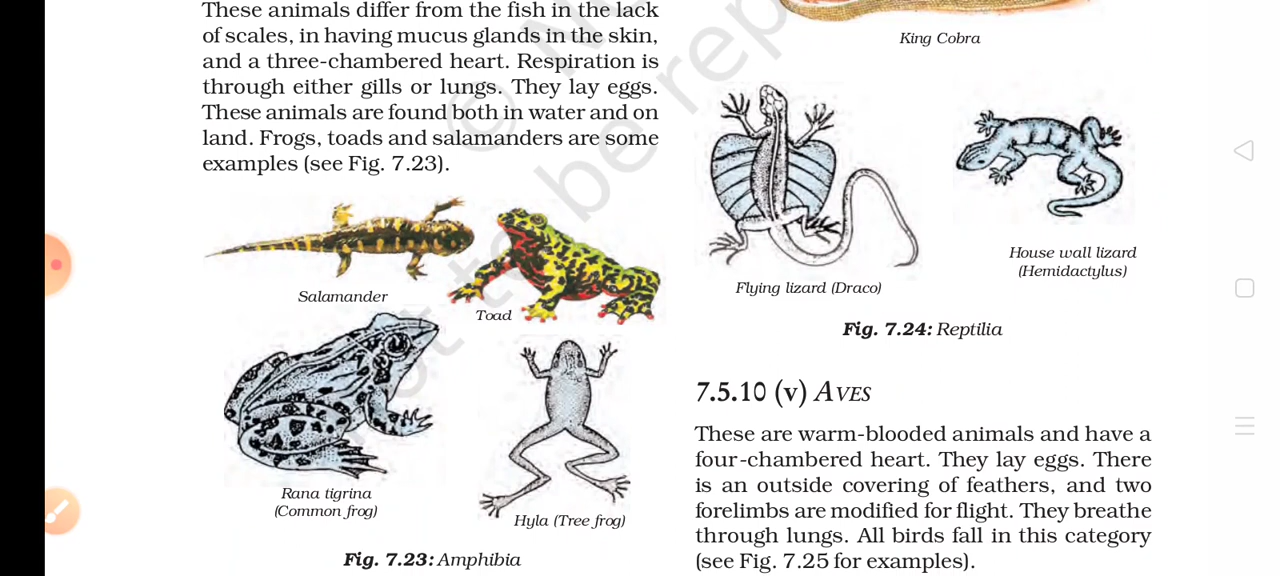 These animals differ from the fish in the lack
of scales, in having mucus glands in the skin,
and a three-chambered heart. Respiration is
through either gills or lungs. They lay eggs.
These animals are found both in water and on
land. Frogs, toads and salamanders are some
examples (see Fig. 7.23).
Salamander
Toad
Rana tigrina
(Common frog)
Hyla (Tree frog)
Fig. 7.23: Amphibia
King Cobra
Flying lizard (Draco)
House wall lizard
(Hemidactylus)
Fig. 7.24: Reptilia
7.5.10 (v) AVES
These are warm-blooded animals and have a
four-chambered heart. They lay eggs. There
is an outside covering of feathers, and two
forelimbs are modified for flight. They breathe
through lungs. All birds fall in this category
(see Fig. 7.25 for examples).